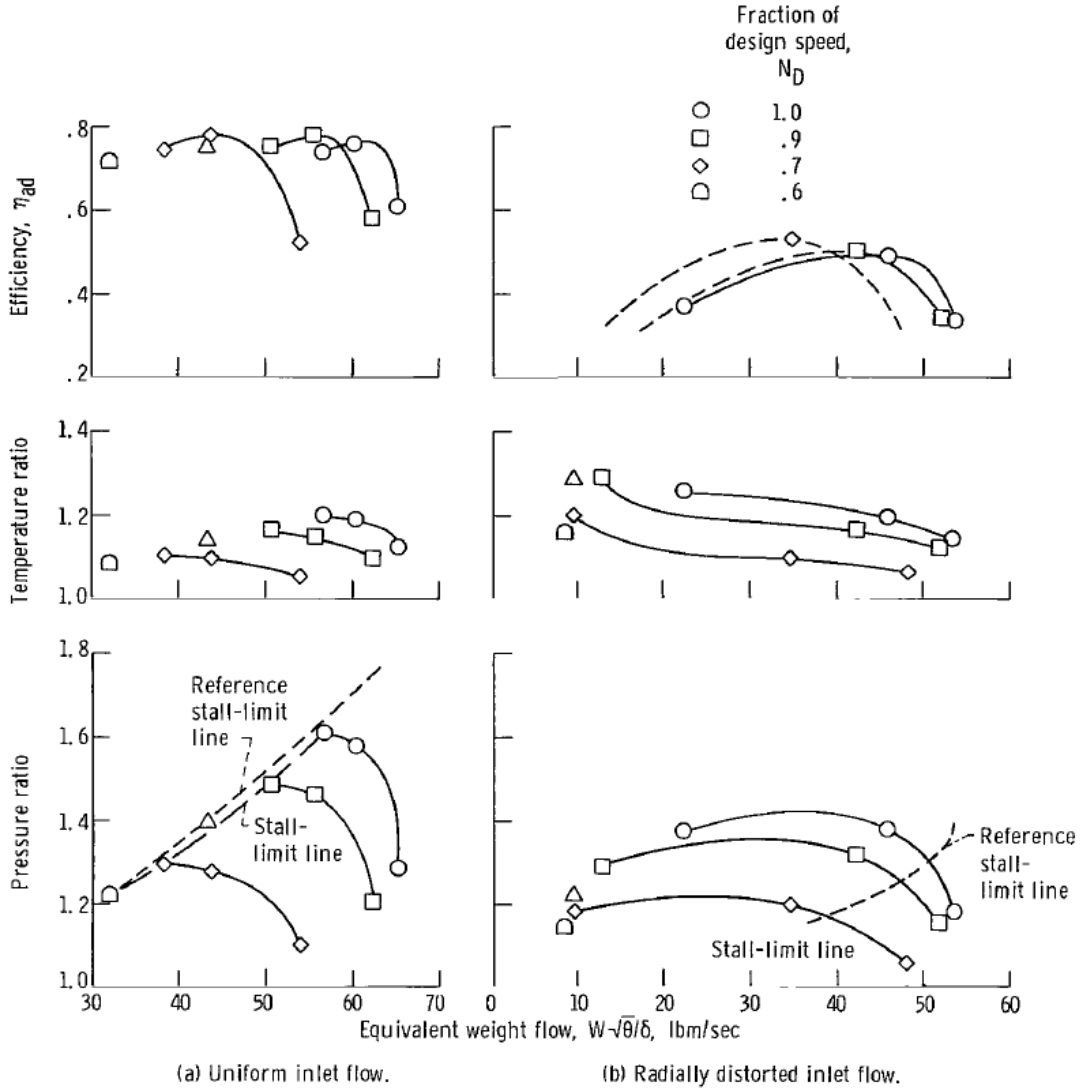 Fraction of
design speed,
N_D
1.0
.9
.7
.6
Efficiency, η_ad
.8
.6
.4
.2
Temperature ratio
1.4
1.2
1.0
Pressure ratio
1.8
1.6
1.4
1.2
1.0
Reference
stall-limit
line
Stall-
limit line
Reference
stall-
limit line
Stall-limit line
30 40 50 60 70
0 10 20 30 40 50 60
Equivalent weight flow, W√θ/δ, lbm/sec
(a) Uniform inlet flow.
(b) Radially distorted inlet flow.